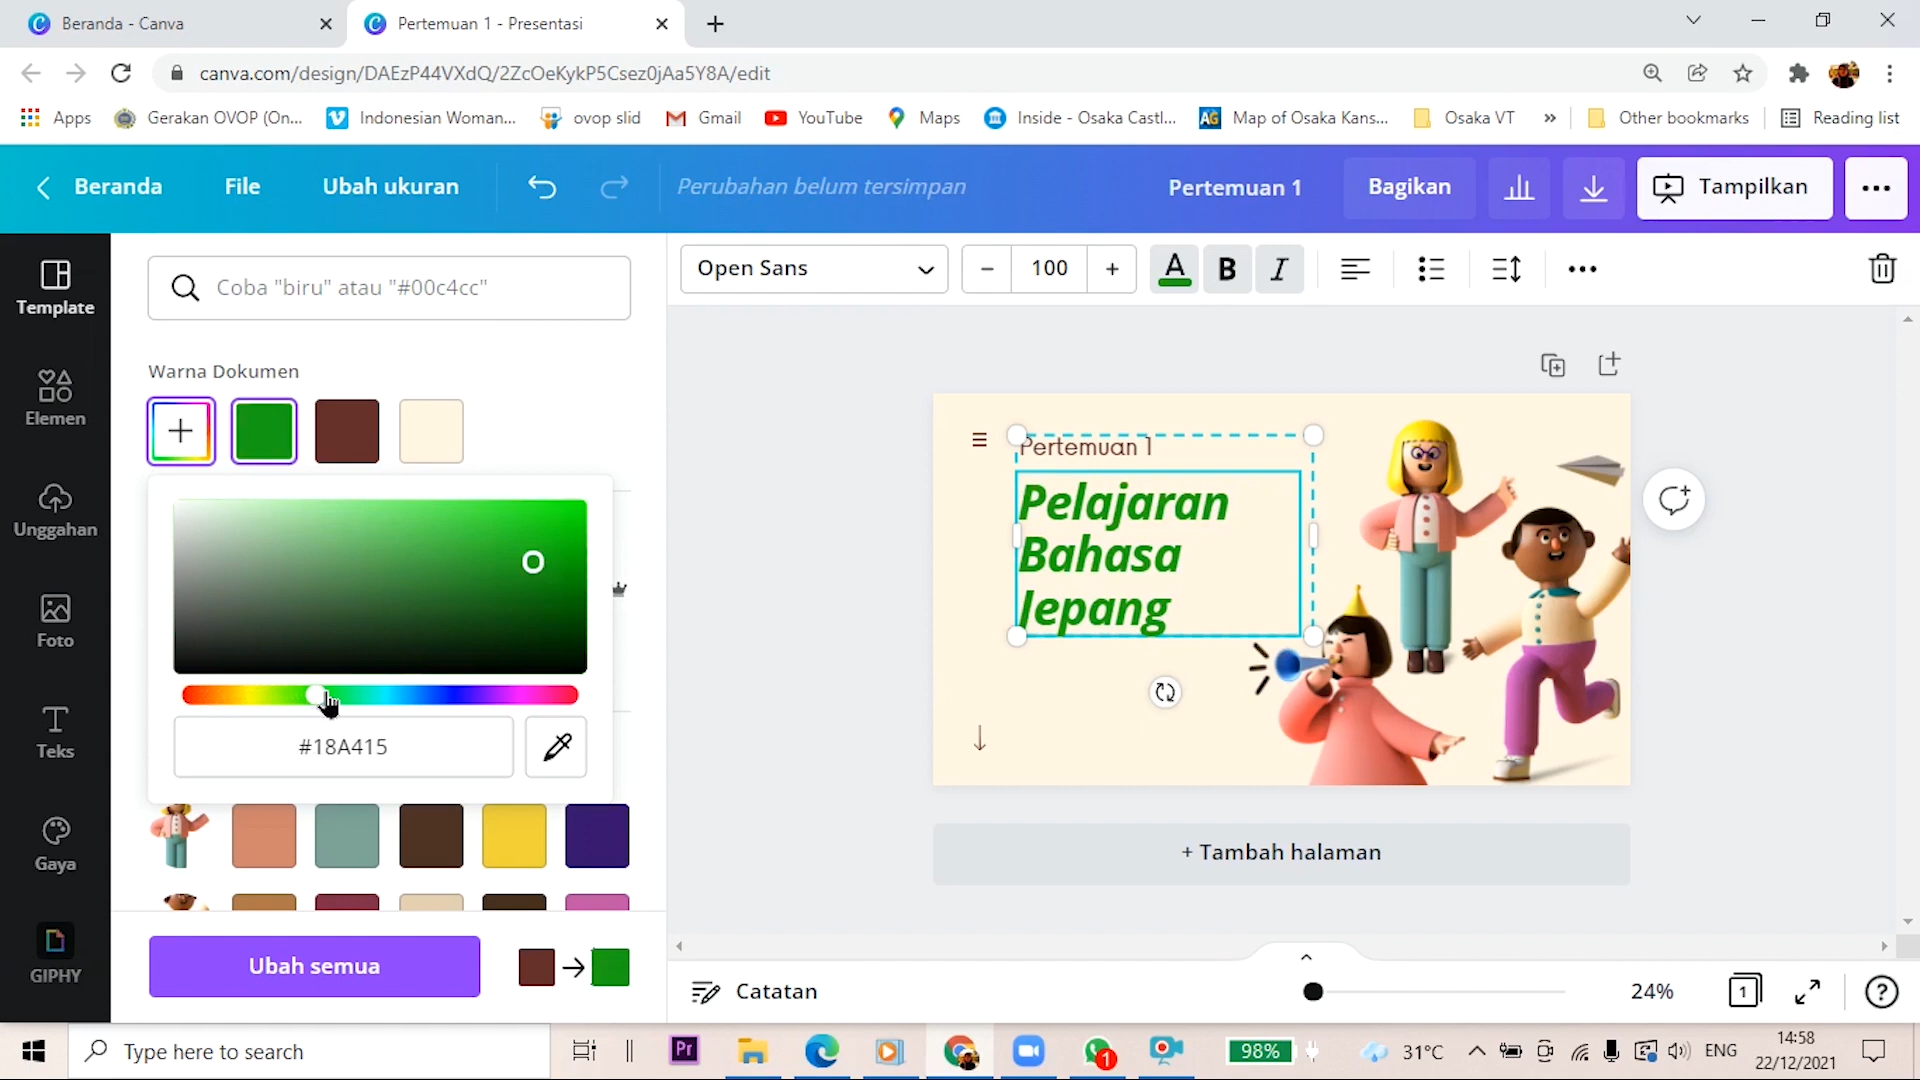 Beranda - Canva
Pertemuan 1 - Presentasi
canva.com/design/DAEzP44VXdQ/2ZcOeKykP5Csez0jAa5Y8A/edit
Apps
Gerakan OVOP (On...
Indonesian Woman...
ovop slid
Gmail
YouTube
Maps
Inside - Osaka Castl...
Map of Osaka Kans...
Osaka VT
Other bookmarks
Reading list
Beranda
File
Ubah ukuran
Perubahan belum tersimpan
Pertemuan 1
Bagikan
Tampilkan
Template
Elemen
Unggahan
Foto
Teks
Gaya
GIPHY
Coba "biru" atau "#00c4cc"
Warna Dokumen
#18A415
Ubah semua
Open Sans
100
A
B
I
Pertemuan 1
Pelajaran
Bahasa
Jepang
+ Tambah halaman
Catatan
24%
1
?
Type here to search
Pr
1
98%
31°C
ENG
14:58
22/12/2021